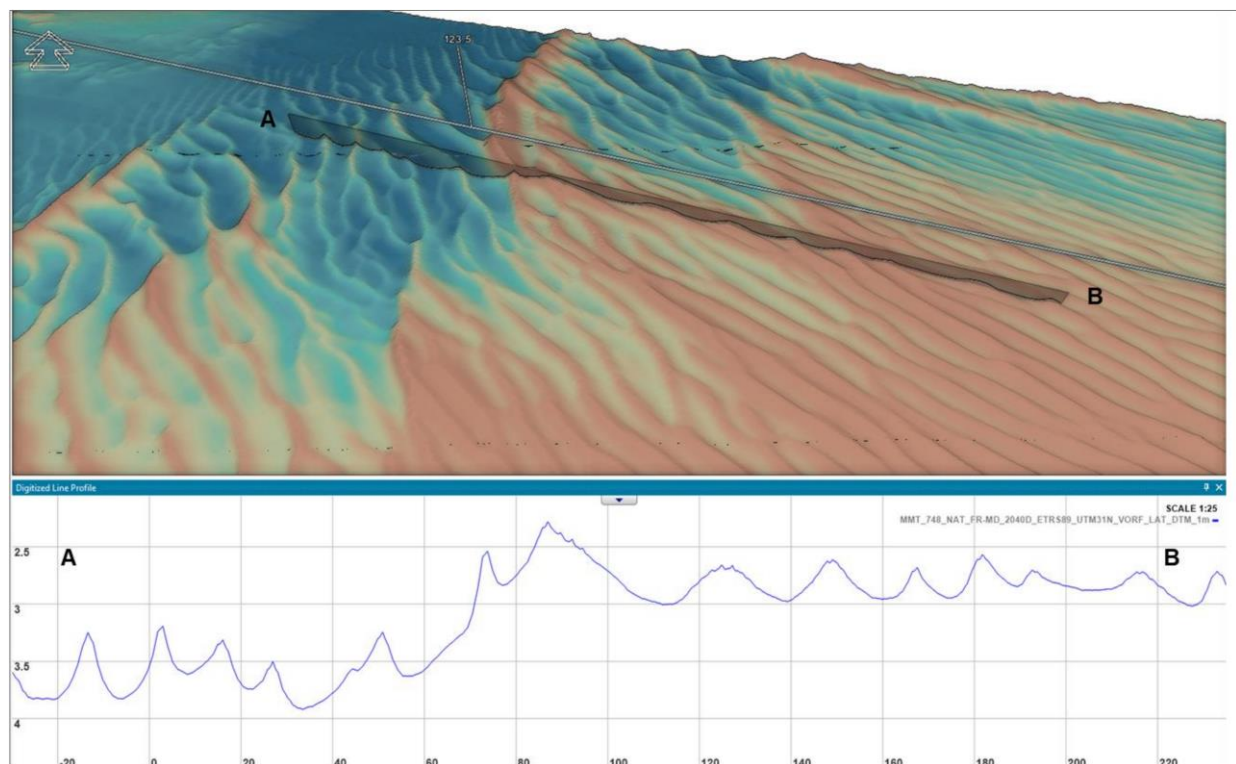 123.5
A
B
Digitized Line Profile
SCALE 1:25
MMT_748_NAT_FR-MD_2040D_ETRS89_UTM31N_VORF_LAT_DTM_1m
A
B
2.5
3
3.5
4
-20 0 20 40 60 80 100 120 140 160 180 200 220